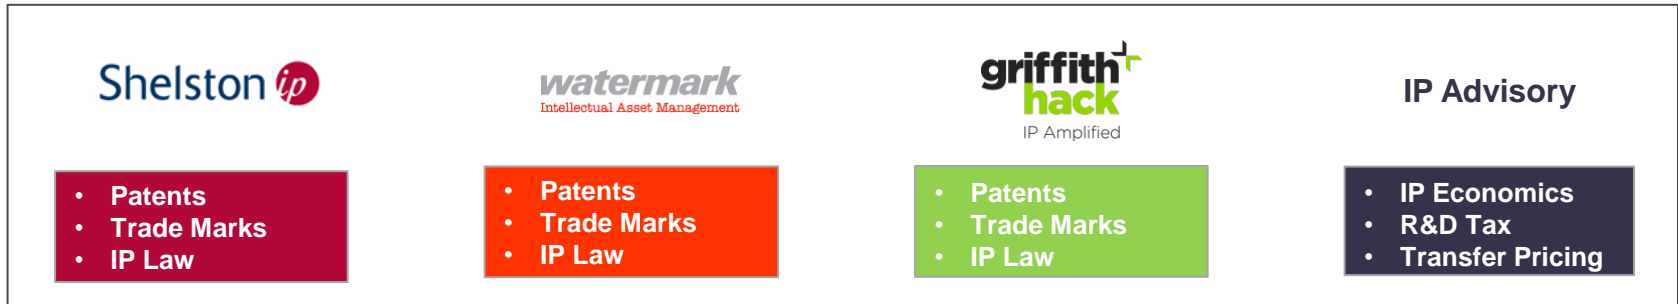 Shelston ip
• Patents
• Trade Marks
• IP Law
watermark
Intellectual Asset Management
• Patents
• Trade Marks
• IP Law
griffith
hack
IP Amplified
• Patents
• Trade Marks
• IP Law
IP Advisory
• IP Economics
• R&D Tax
• Transfer Pricing